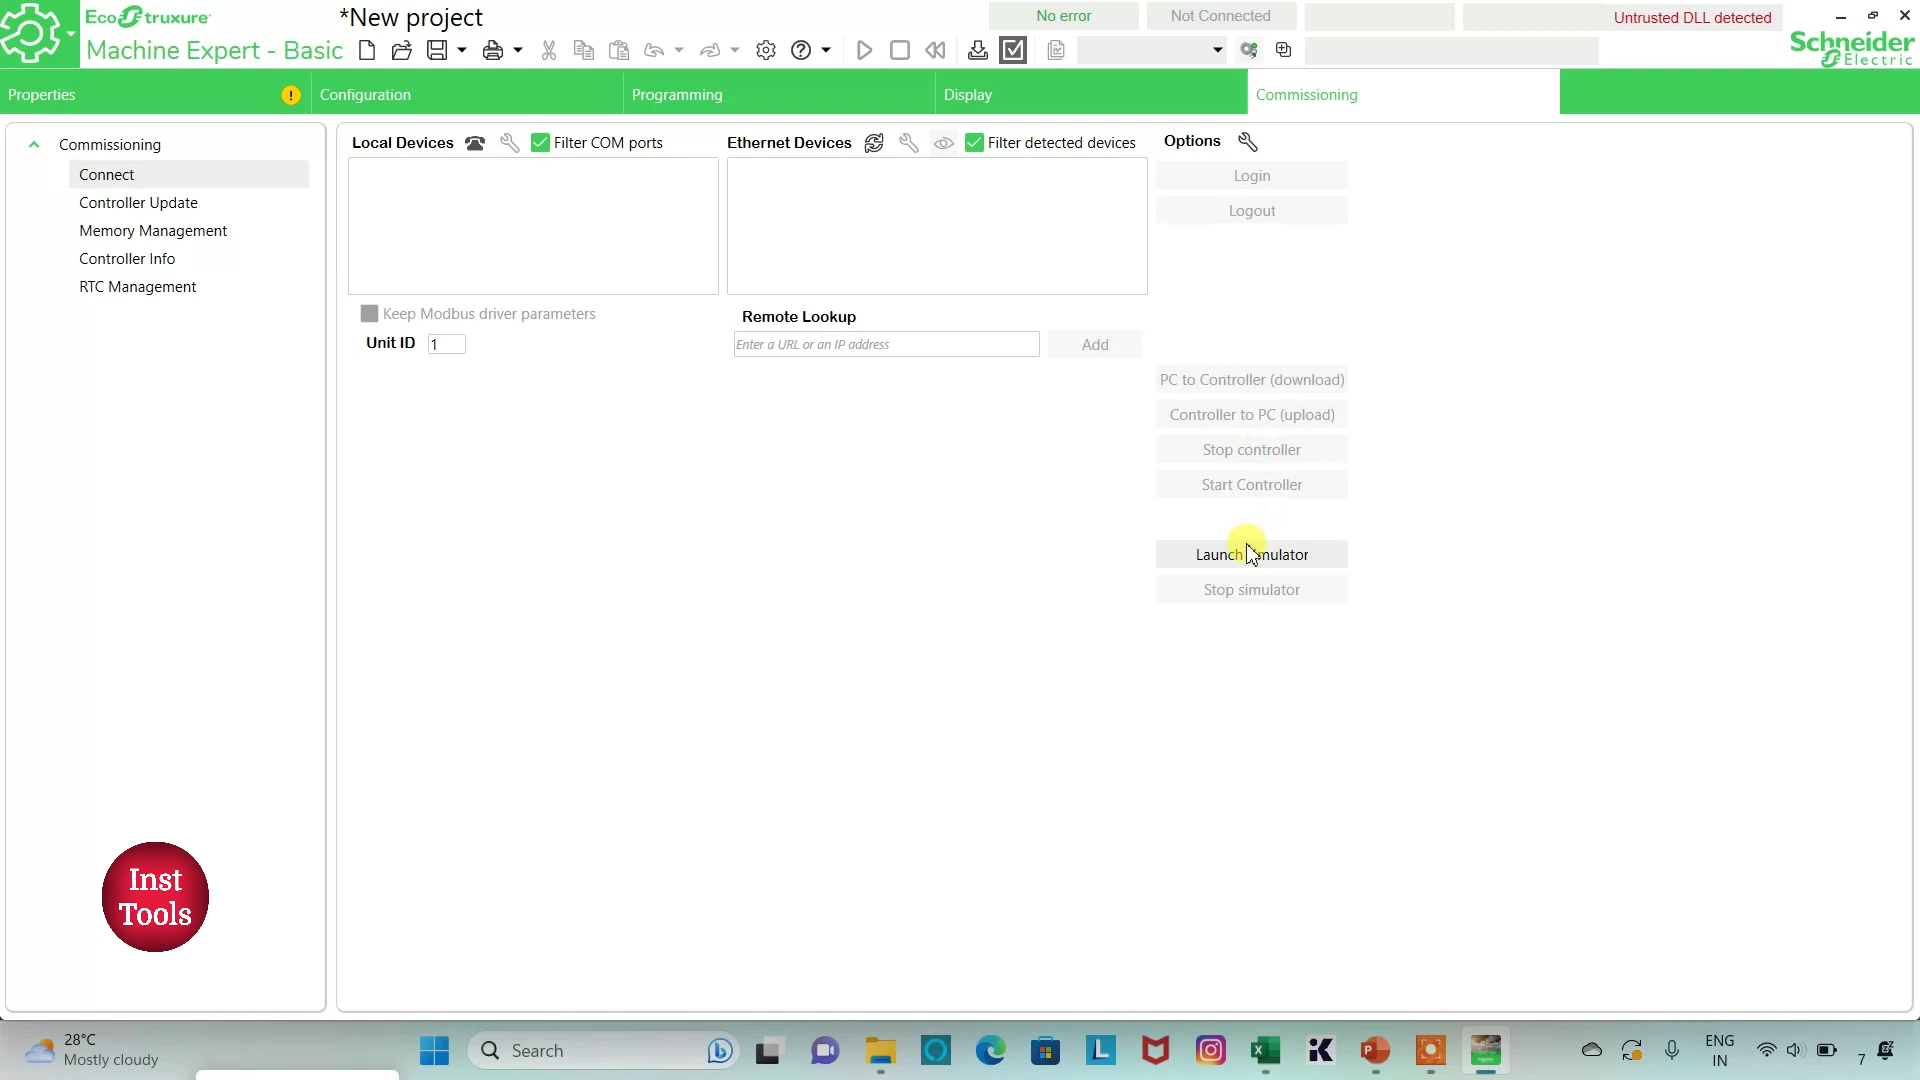 EcoStruxure
Machine Expert - Basic
*New project
No error
Not Connected
Untrusted DLL detected
Schneider
Electric
Properties
Configuration
Programming
Display
Commissioning
Commissioning
Connect
Controller Update
Memory Management
Controller Info
RTC Management
Local Devices
Filter COM ports
Ethernet Devices
Filter detected devices
Options
Login
Logout
Keep Modbus driver parameters
Unit ID 1
Remote Lookup
Enter a URL or an IP address
Add
PC to Controller (download)
Controller to PC (upload)
Stop controller
Start Controller
Launch simulator
Stop simulator
Inst
Tools
28°C
Mostly cloudy
Search
ENG
IN
7